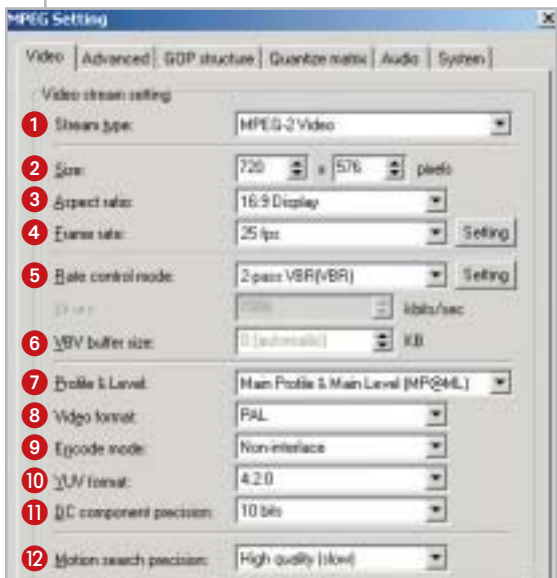 MPEG Setting
Video Advanced GOP structure Quantize matrix Audio System
Video stream setting
1 Stream type: MPEG-2 Video
2 Size: 720 x 576 pixels
3 Aspect ratio: 16:9 Display
4 Frame rate: 25 fps Setting
5 Rate control mode: 2-pass VBR(VBR) Setting
kbits/sec
6 VBV buffer size: 0 (automatic) KB
7 Profile & Level: Main Profile & Main Level (MP@ML)
8 Video format: PAL
9 Encode mode: Non-interlace
10 YUV format: 4:2:0
11 DC component precision: 10 bits
12 Motion search precision: High quality (slow)